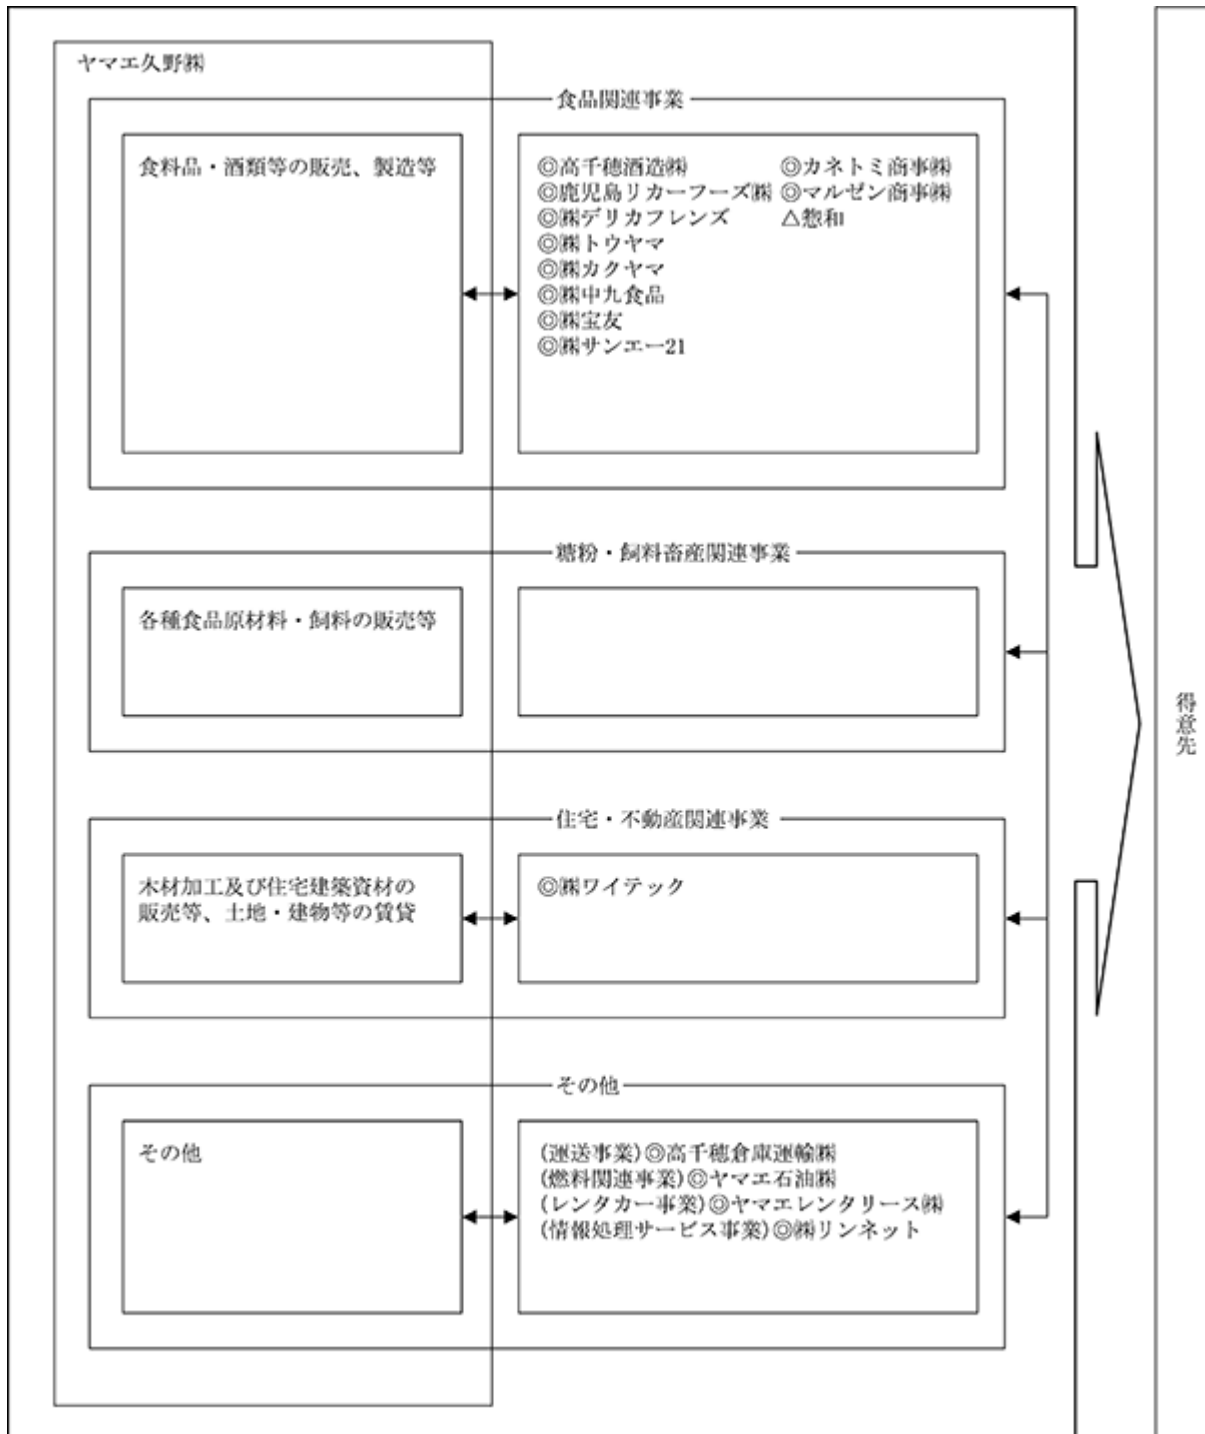 ヤマエ久野㈱
食品関連事業
食料品・酒類等の販売、製造等
◎高千穂酒造㈱
◎鹿児島リカーフーズ㈱
◎㈱デリカフレンズ
◎㈱トウヤマ
◎㈱カクヤマ
◎㈱中九食品
◎㈱宝友
◎㈱サンエー21
◎カネトミ商事㈱
◎マルゼン商事㈱
△惣和
糖粉・飼料畜産関連事業
各種食品原材料・飼料の販売等
住宅・不動産関連事業
木材加工及び住宅建築資材の
販売等、土地・建物等の賃貸
◎㈱ワイテック
その他
その他
(運送事業)◎高千穂倉庫運輸㈱
(燃料関連事業)◎ヤマエ石油㈱
(レンタカー事業)◎ヤマエレンタリース㈱
(情報処理サービス事業)◎㈱リンネット
得意先